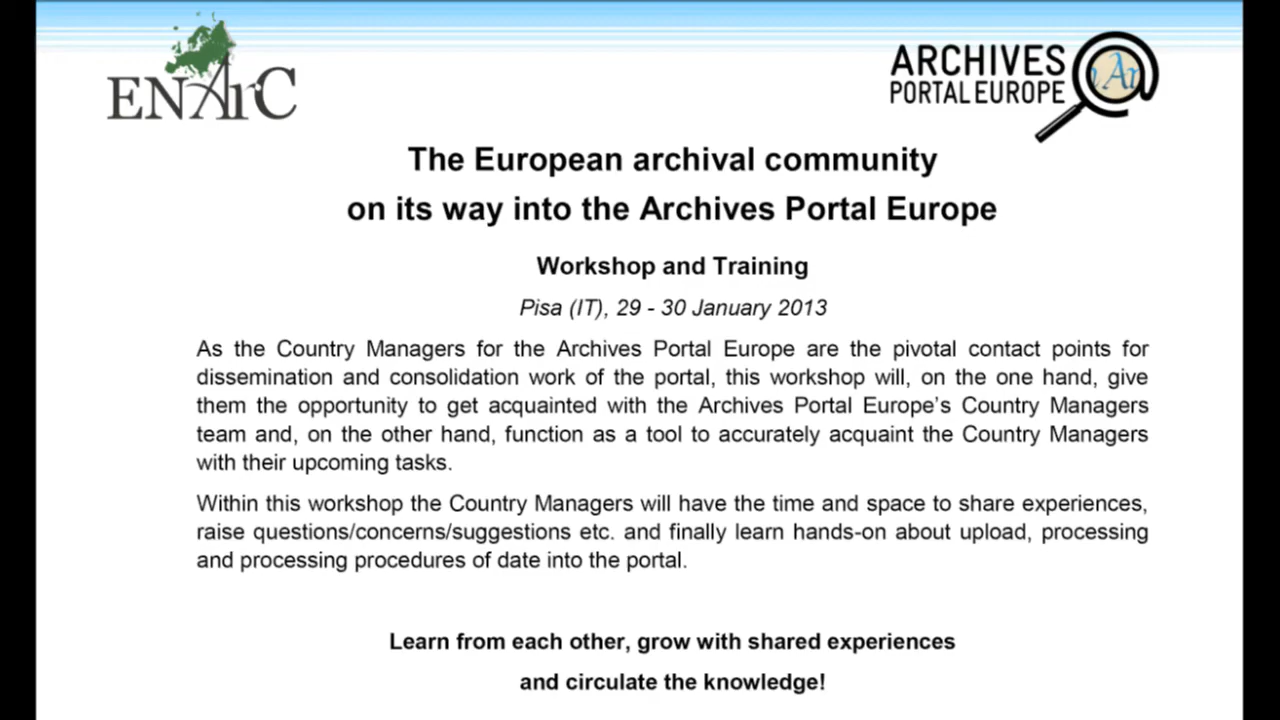 ENArC
ARCHIVES
PORTAL EUROPE
The European archival community
on its way into the Archives Portal Europe
Workshop and Training
Pisa (IT), 29 - 30 January 2013
As the Country Managers for the Archives Portal Europe are the pivotal contact points for
dissemination and consolidation work of the portal, this workshop will, on the one hand, give
them the opportunity to get acquainted with the Archives Portal Europe's Country Managers
team and, on the other hand, function as a tool to accurately acquaint the Country Managers
with their upcoming tasks.
Within this workshop the Country Managers will have the time and space to share experiences,
raise questions/concerns/suggestions etc. and finally learn hands-on about upload, processing
and processing procedures of date into the portal.
Learn from each other, grow with shared experiences
and circulate the knowledge!